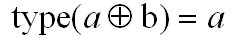 type(a ⊕ b) = a